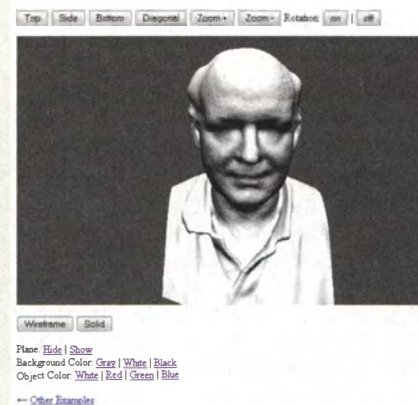 Top Side Bottom Diagonal Zoom+ Zoom- Rotation: on | off
Wireframe Solid
Plane: Hide | Show
Background Color: Gray | White | Black
Object Color: White | Red | Green | Blue
← Other Examples